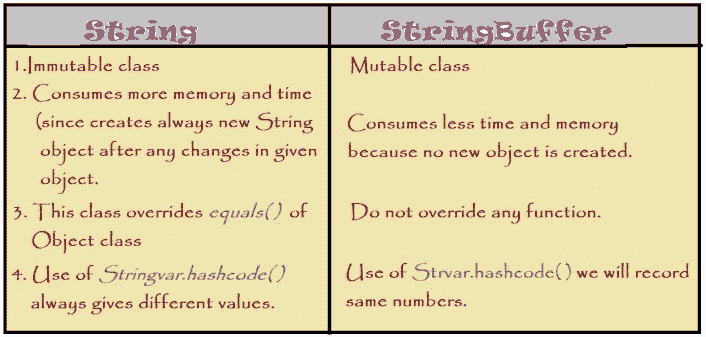 String StringBuffer
1.Immutable class
2. Consumes more memory and time
(since creates always new String
object after any changes in given
object.
3. This class overrides equals() of
Object class
4. Use of Stringvar.hashcode()
always gives different values.
Mutable class
Consumes less time and memory
because no new object is created.
Do not override any function.
Use of Strvar.hashcode() we will record
same numbers.